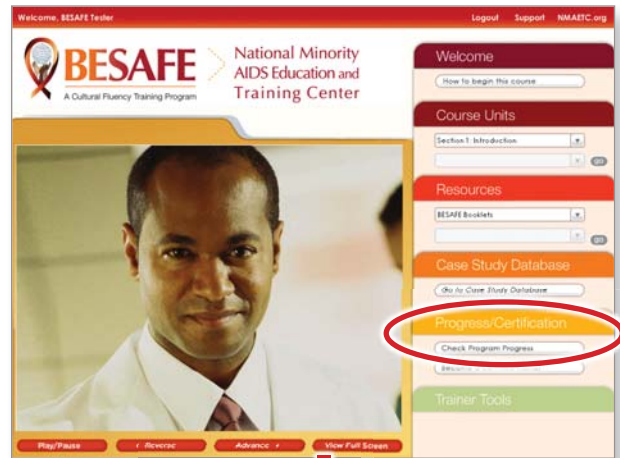 Welcome, BESAFE Tester
Logout Support NMAETC.org
BESAFE
A Cultural Fluency Training Program
National Minority
AIDS Education and
Training Center
Welcome
How to begin this course
Course Units
Section 1: Introduction
go
Resources
BESAFE Booklets
go
Case Study Database
Go to Case Study Database
Progress/Certification
Check Program Progress
Trainer Tools
Play/Pause
‹ Reverse
Advance ›
View Full Screen